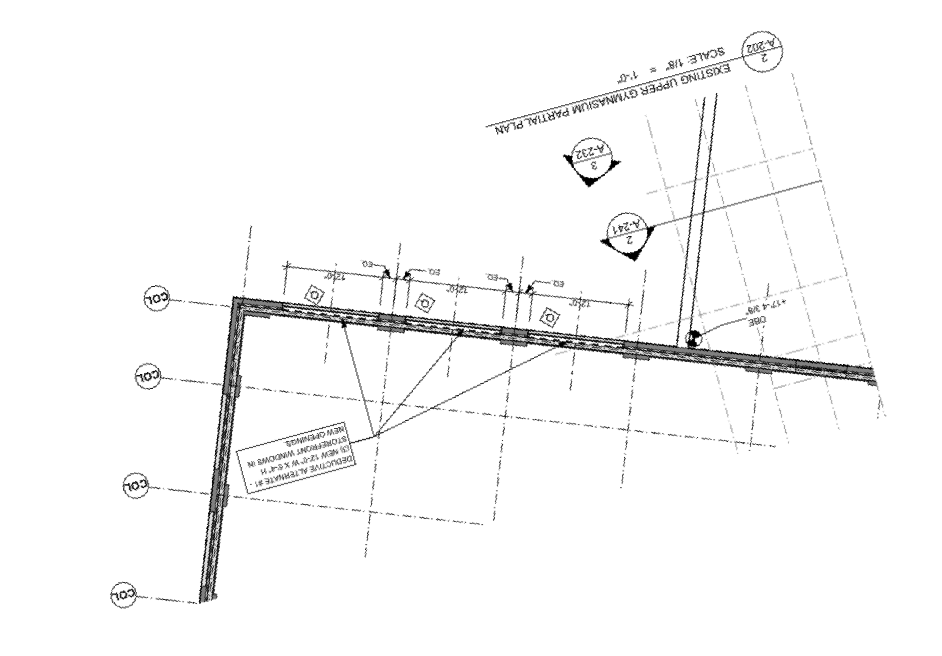 COL
COL
DEDUCTIVE ALTERNATE #1 -
(3) NEW 12'-0" W X 6'-4" H
STOREFRONT WINDOWS IN
NEW OPENINGS
COL
COL
OBE
+17'-4 3/8"
Q
Q
Q
12'-0"
EQ.
EQ.
12'-0"
EQ.
EQ.
12'-0"
2
A-241
3
A-232
2
A-202
EXISTING UPPER GYMNASIUM PARTIAL PLAN
SCALE: 1/8" = 1'-0"